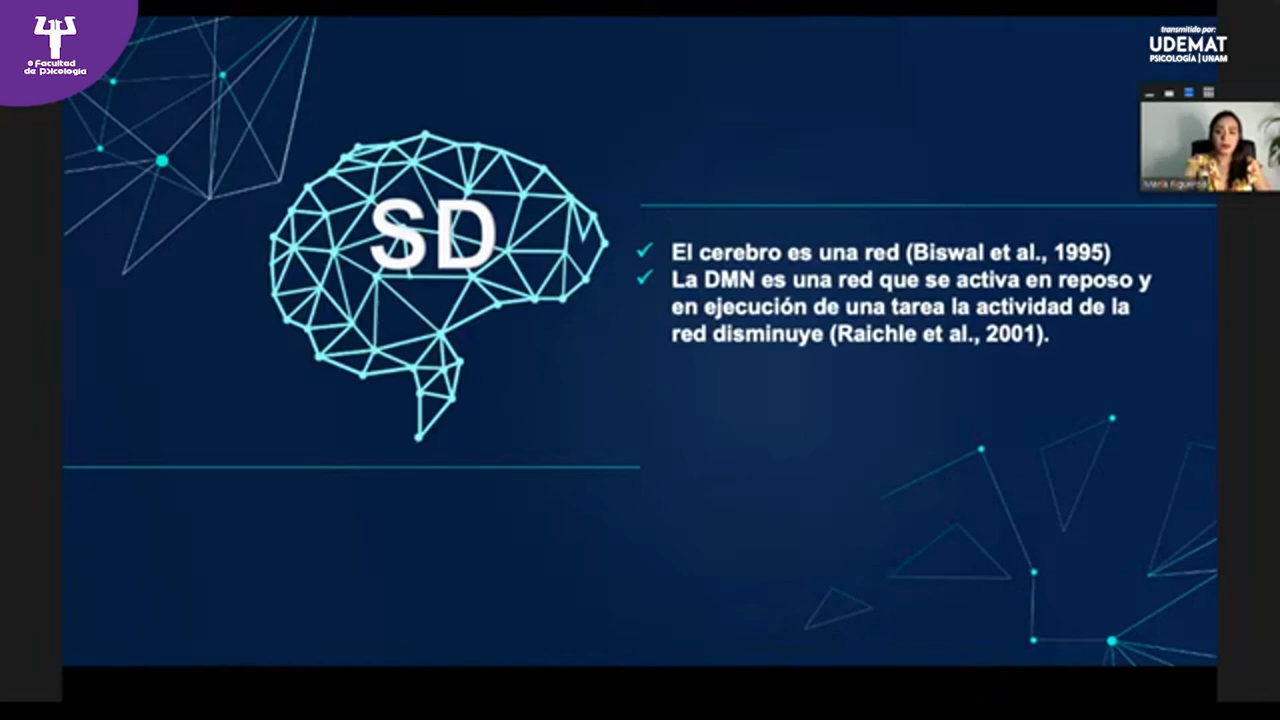 Facultad
de Psicología
transmitido por:
UDEMAT
PSICOLOGÍA | UNAM
María Figueroa
SD
El cerebro es una red (Biswal et al., 1995)
La DMN es una red que se activa en reposo y
en ejecución de una tarea la actividad de la
red disminuye (Raichle et al., 2001).